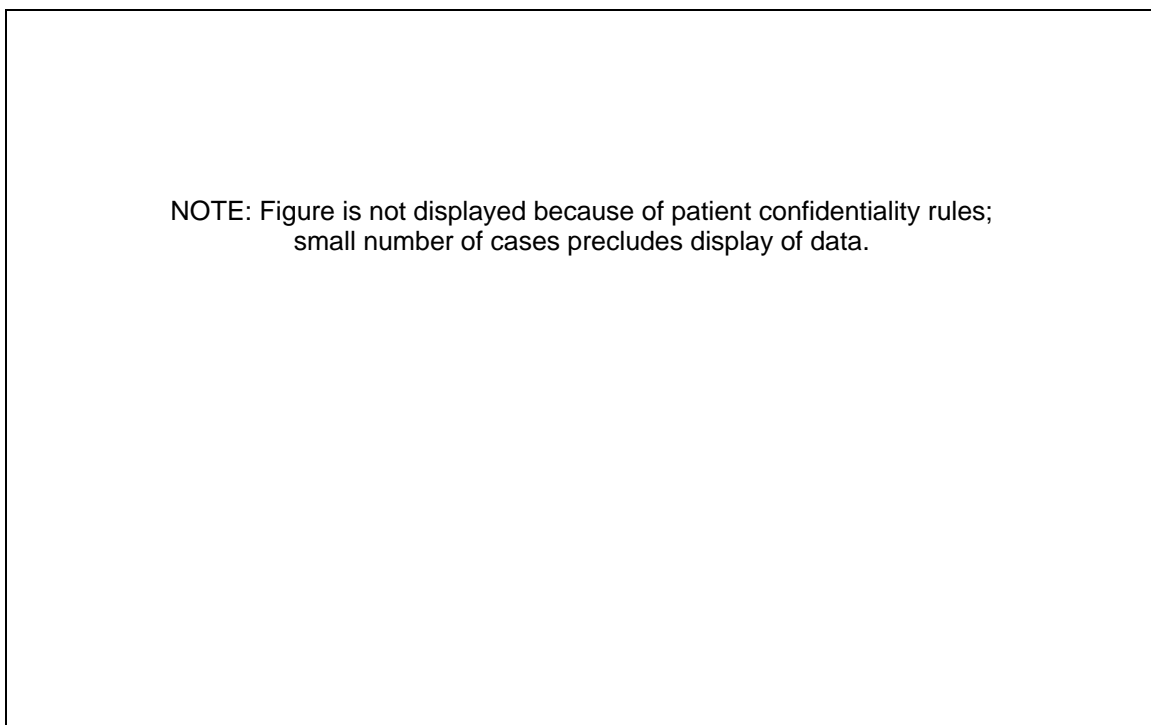 NOTE: Figure is not displayed because of patient confidentiality rules;
small number of cases precludes display of data.